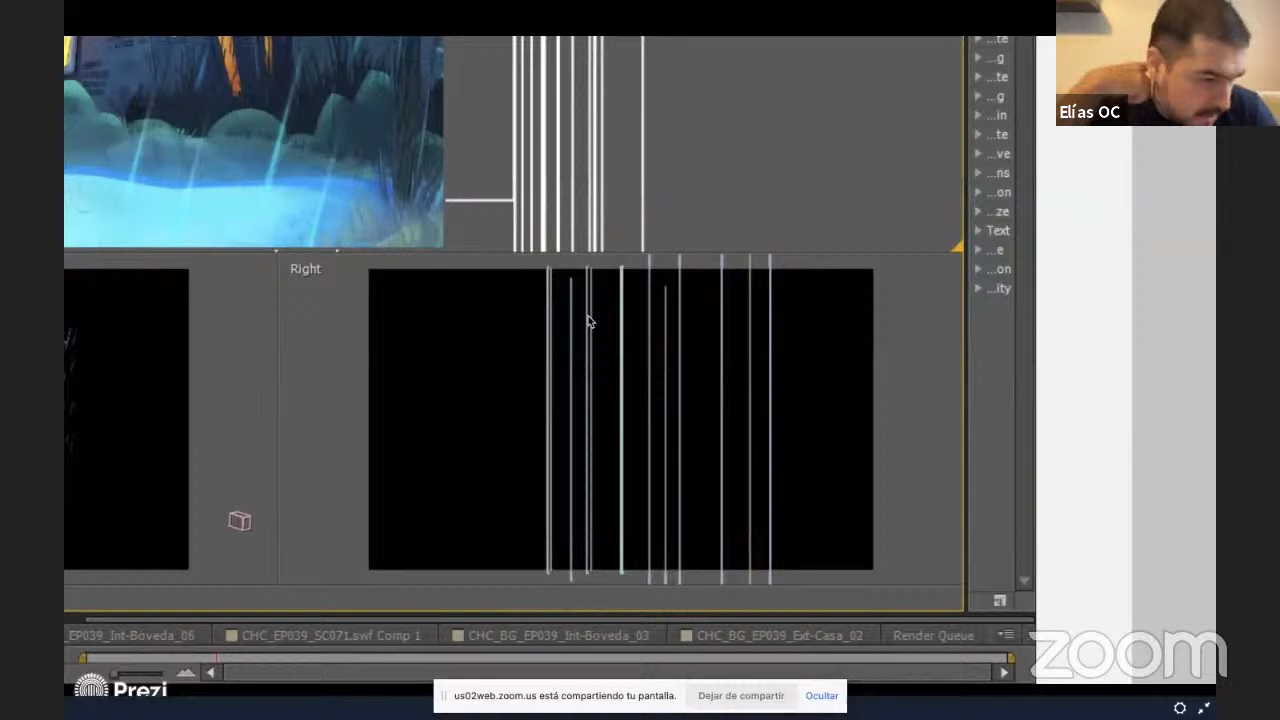 Elías OC
...te
...g
...te
...g
...in
...te
...ve
...ns
...on
...ze
Text
...e
...on
...ity
Right
_EP039_Int-Boveda_06
CHC_EP039_SC071.swf Comp 1
CHC_BG_EP039_Int-Boveda_03
CHC_BG_EP039_Ext-Casa_02
Render Queue
zoom
Prezi
us02web.zoom.us está compartiendo tu pantalla.
Dejar de compartir
Ocultar